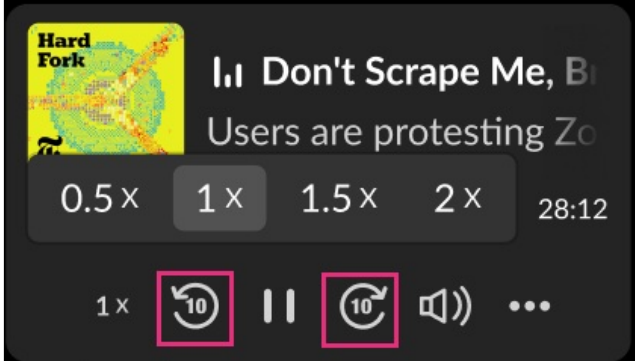 Hard
Fork
Don't Scrape Me,
Users are protesting
0.5 x 1 x 1.5 x 2 x
28:12
1 x 10 10